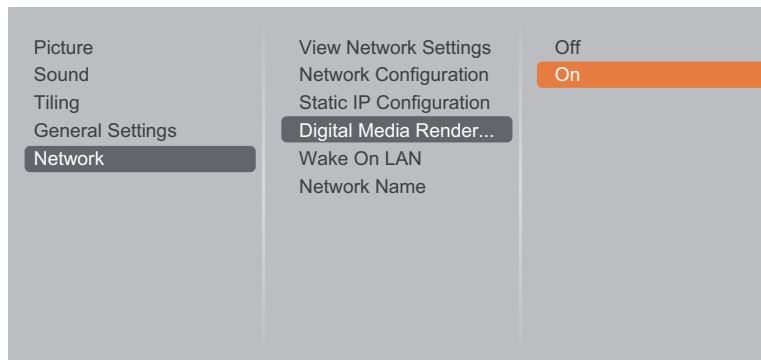 Picture
Sound
Tiling
General Settings
Network
View Network Settings
Network Configuration
Static IP Configuration
Digital Media Render...
Wake On LAN
Network Name
Off
On